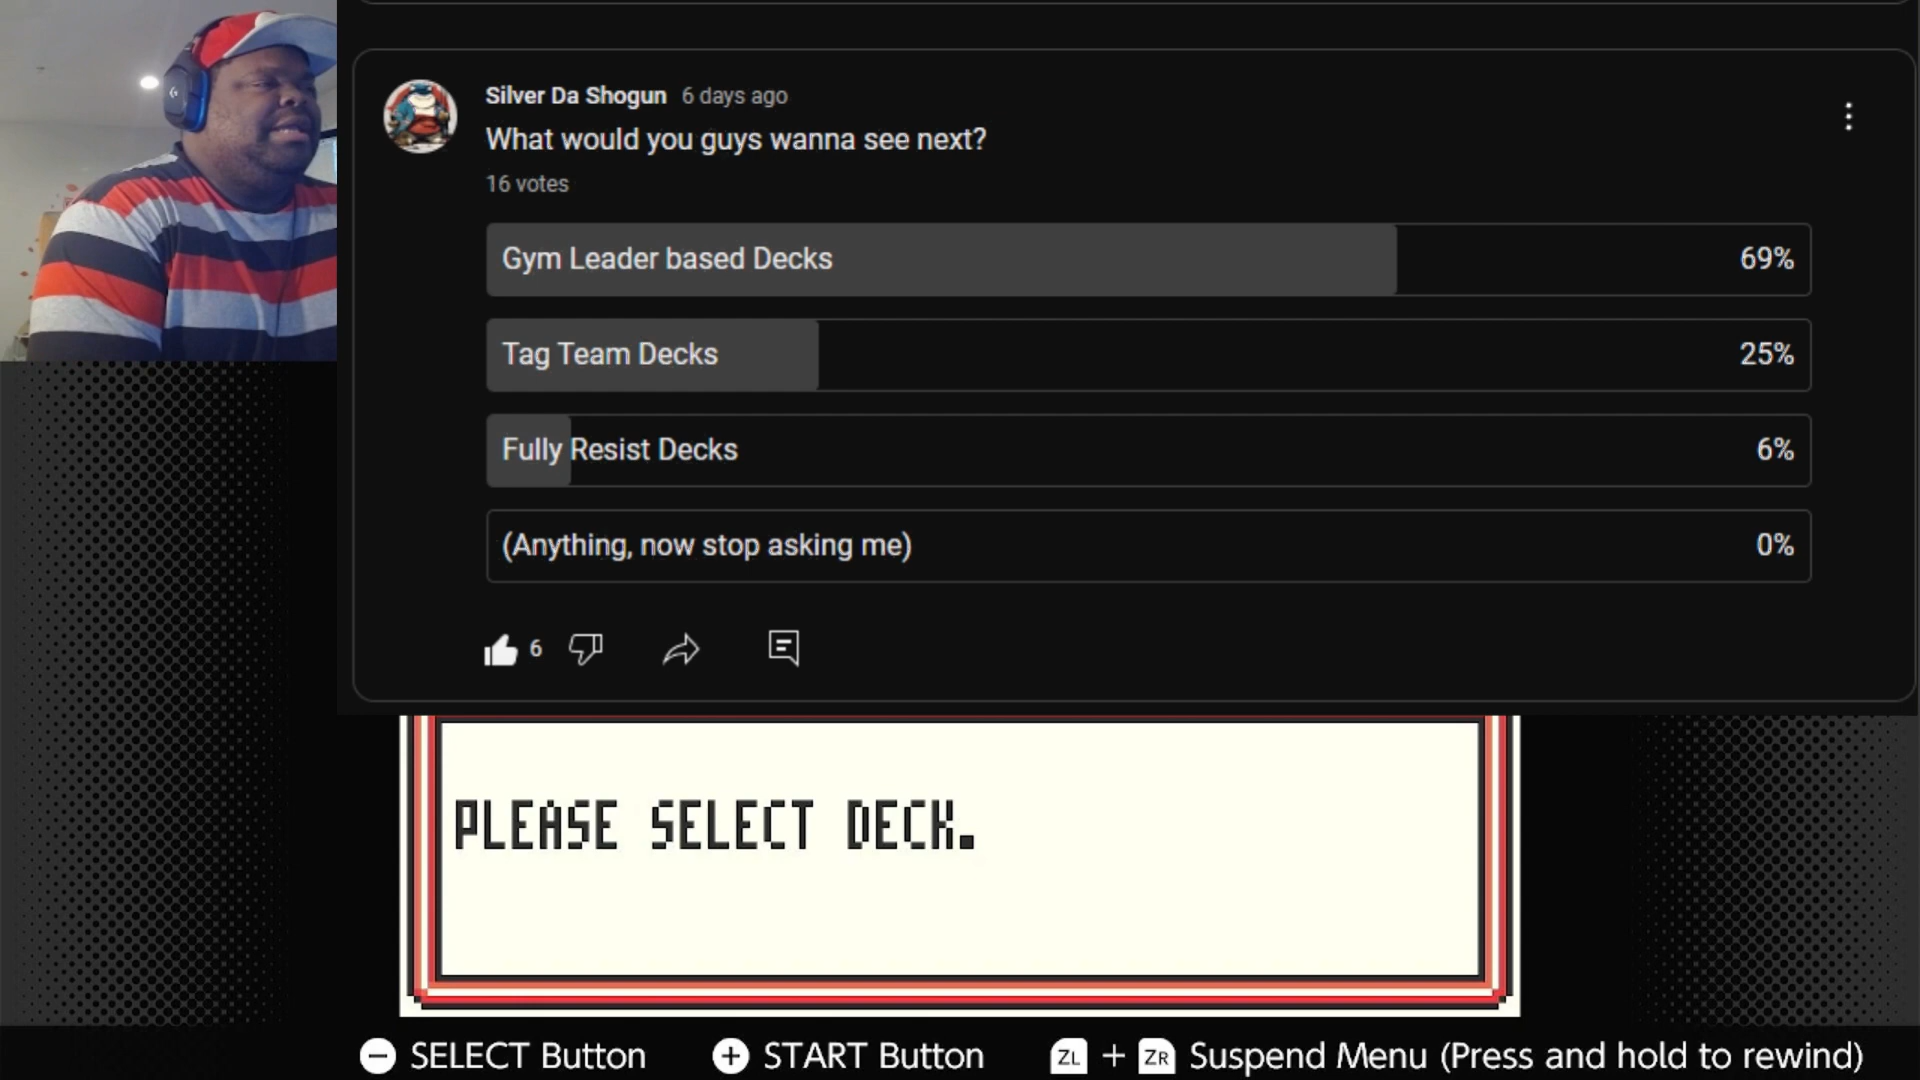 Silver Da Shogun 6 days ago
What would you guys wanna see next?
16 votes
Gym Leader based Decks 69%
Tag Team Decks 25%
Fully Resist Decks 6%
(Anything, now stop asking me) 0%
6
PLEASE SELECT DECK.
SELECT Button START Button ZL + ZR Suspend Menu (Press and hold to rewind)